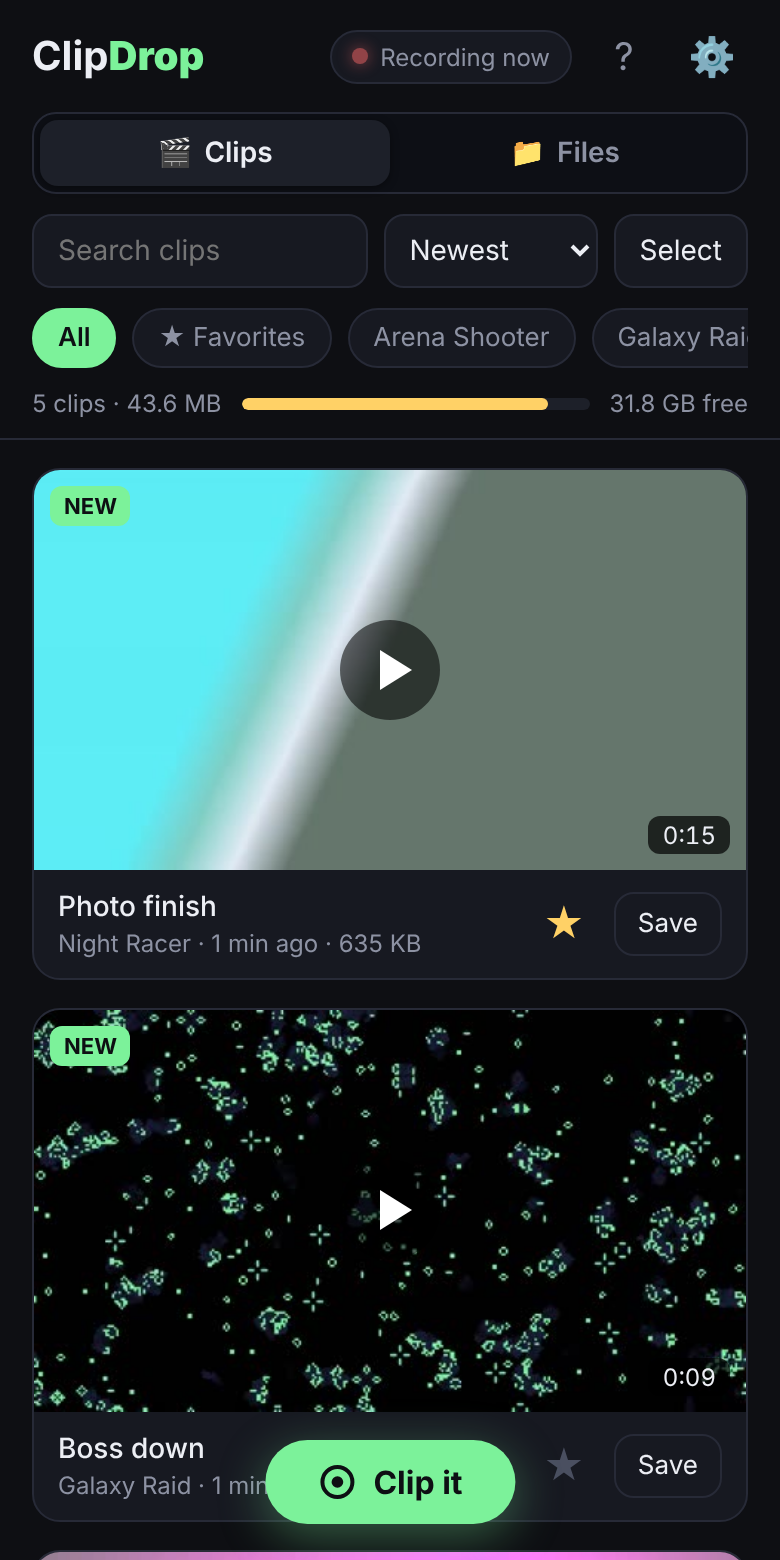 ClipDrop
Recording now
?
Clips
Files
Search clips
Newest
Select
All
★ Favorites
Arena Shooter
Galaxy Rai
5 clips · 43.6 MB
31.8 GB free
NEW
0:15
Photo finish
Night Racer · 1 min ago · 635 KB
Save
NEW
0:09
Boss down
Galaxy Raid · 1 min
Save
Clip it